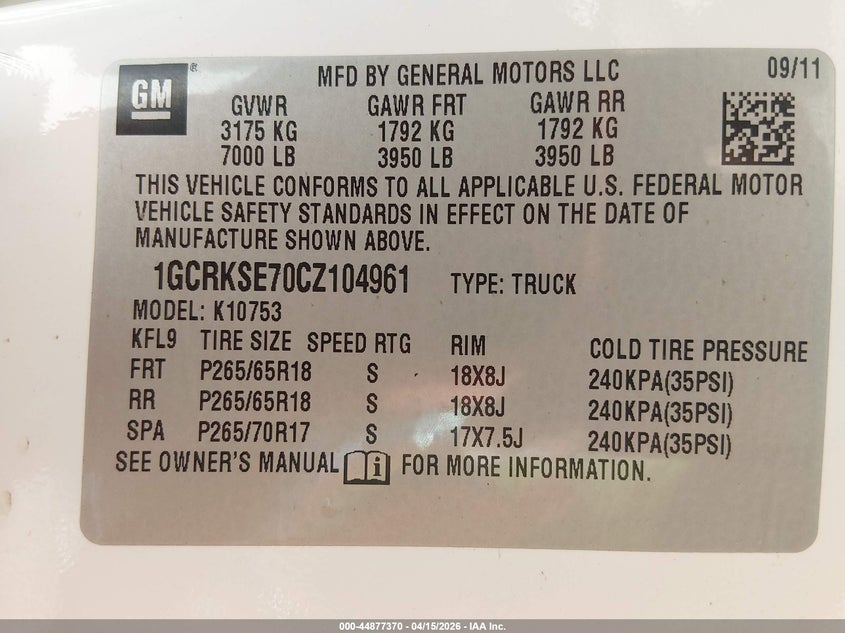 GM
MFD BY GENERAL MOTORS LLC 09/11
GVWR GAWR FRT GAWR RR
3175 KG 1792 KG 1792 KG
7000 LB 3950 LB 3950 LB
THIS VEHICLE CONFORMS TO ALL APPLICABLE U.S. FEDERAL MOTOR
VEHICLE SAFETY STANDARDS IN EFFECT ON THE DATE OF
MANUFACTURE SHOWN ABOVE.
1GCRKSE70CZ104961 TYPE: TRUCK
MODEL: K10753
KFL9 TIRE SIZE SPEED RTG RIM COLD TIRE PRESSURE
FRT P265/65R18 S 18X8J 240KPA(35PSI)
RR P265/65R18 S 18X8J 240KPA(35PSI)
SPA P265/70R17 S 17X7.5J 240KPA(35PSI)
SEE OWNER'S MANUAL i FOR MORE INFORMATION.
000-44877370 - 04/15/2026 - IAA Inc.